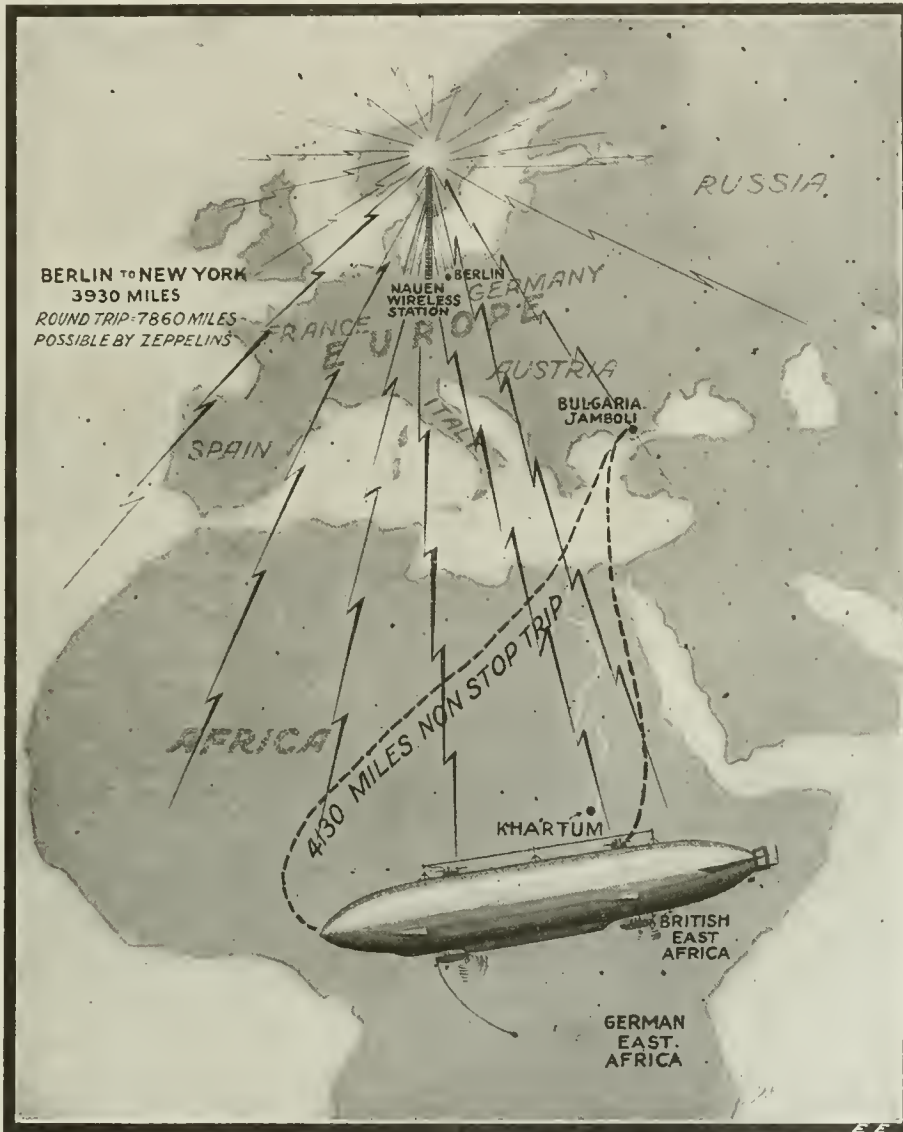 RUSSIA
BERLIN TO NEW YORK
3930 MILES
ROUND TRIP=7860 MILES
POSSIBLE BY ZEPPELINS
BERLIN
NAUEN
WIRELESS
STATION
GERMANY
FRANCE
EUROPE
AUSTRIA
BULGARIA
JAMBOLI
ITALY
SPAIN
4130 MILES NON STOP TRIP
AFRICA
KHARTUM
BRITISH
EAST
AFRICA
GERMAN
EAST.
AFRICA